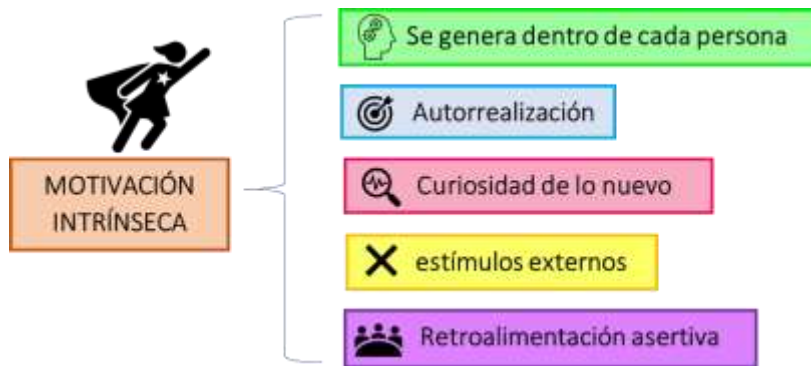 Se genera dentro de cada persona
Autorrealización
MOTIVACIÓN
INTRÍNSECA
Curiosidad de lo nuevo
estímulos externos
Retroalimentación asertiva